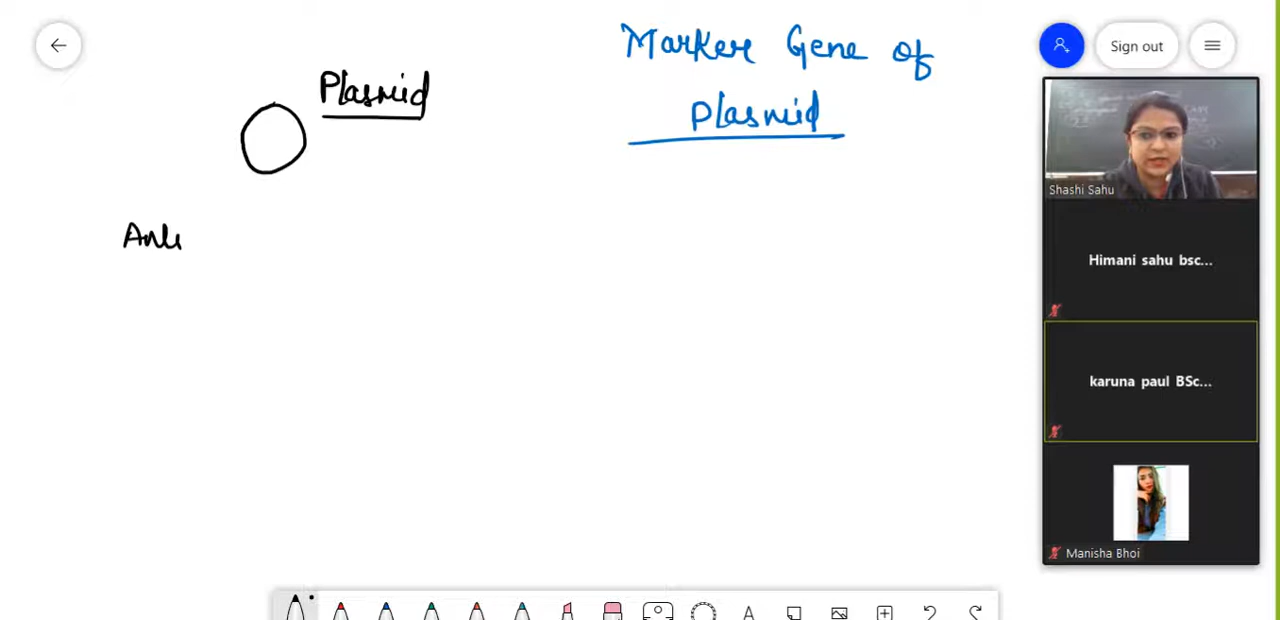 Marker Gene of
Plasmid
Plasmid
Anti
Sign out
Shashi Sahu
Himani sahu bsc...
karuna paul BSc...
Manisha Bhoi
A